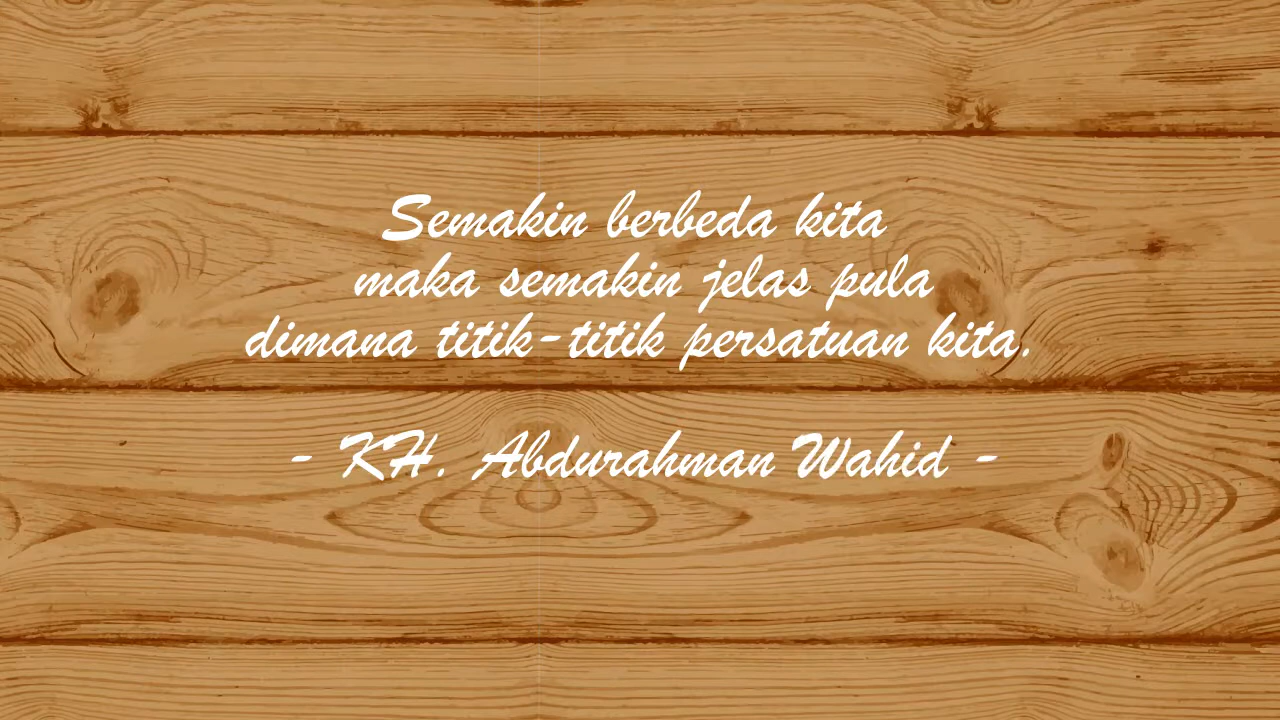 Semakin berbeda kita
maka semakin jelas pula
dimana titik-titik persatuan kita.
- KH. Abdurahman Wahid -